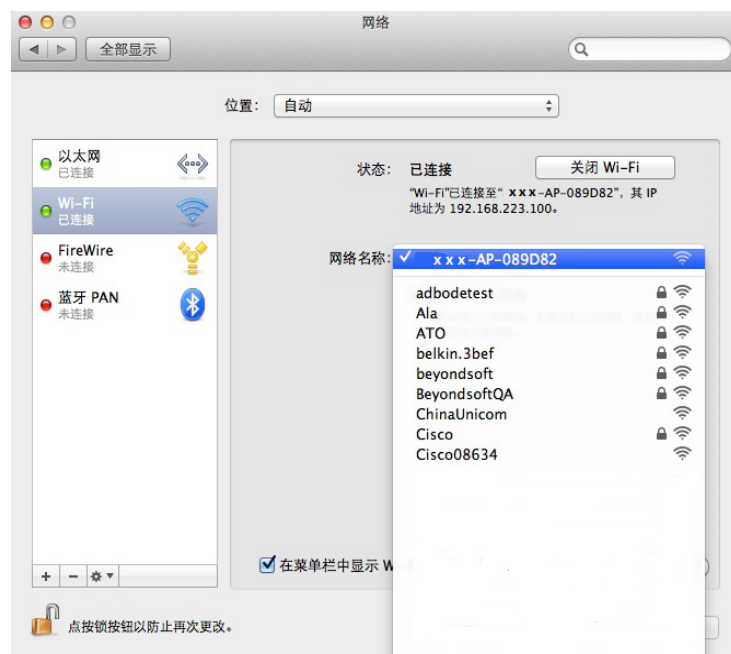 网络
全部显示
位置： 自动
以太网
已连接
Wi-Fi
已连接
FireWire
未连接
蓝牙 PAN
未连接
状态： 已连接 关闭 Wi-Fi
“Wi-Fi”已连接至“ xxx-AP-089D82”，其 IP
地址为 192.168.223.100。
网络名称： xxx-AP-089D82
adbodetest
Ala
ATO
belkin.3bef
beyondsoft
BeyondsoftQA
ChinaUnicom
Cisco
Cisco08634
在菜单栏中显示 W
点按锁按钮以防止再次更改。